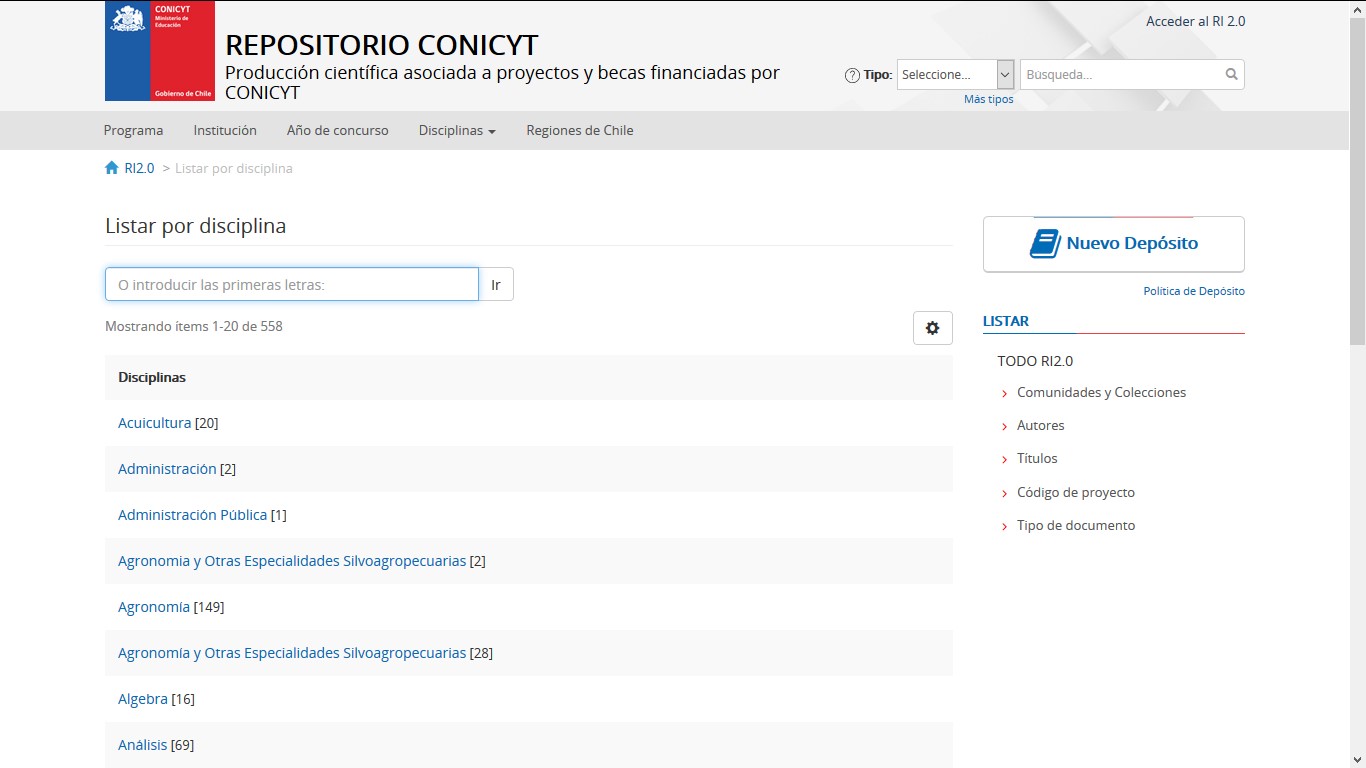 CONICYT
Ministerio de
Educación
Gobierno de Chile
REPOSITORIO CONICYT
Producción científica asociada a proyectos y becas financiadas por
CONICYT
Acceder al RI 2.0
? Tipo: Seleccione... Búsqueda...
Más tipos
Programa Institución Año de concurso Disciplinas Regiones de Chile
RI2.0 > Listar por disciplina
Listar por disciplina
O introducir las primeras letras: Ir
Mostrando ítems 1-20 de 558
Disciplinas
Acuicultura [20]
Administración [2]
Administración Pública [1]
Agronomia y Otras Especialidades Silvoagropecuarias [2]
Agronomía [149]
Agronomía y Otras Especialidades Silvoagropecuarias [28]
Algebra [16]
Análisis [69]
Nuevo Depósito
Política de Depósito
LISTAR
TODO RI2.0
Comunidades y Colecciones
Autores
Títulos
Código de proyecto
Tipo de documento